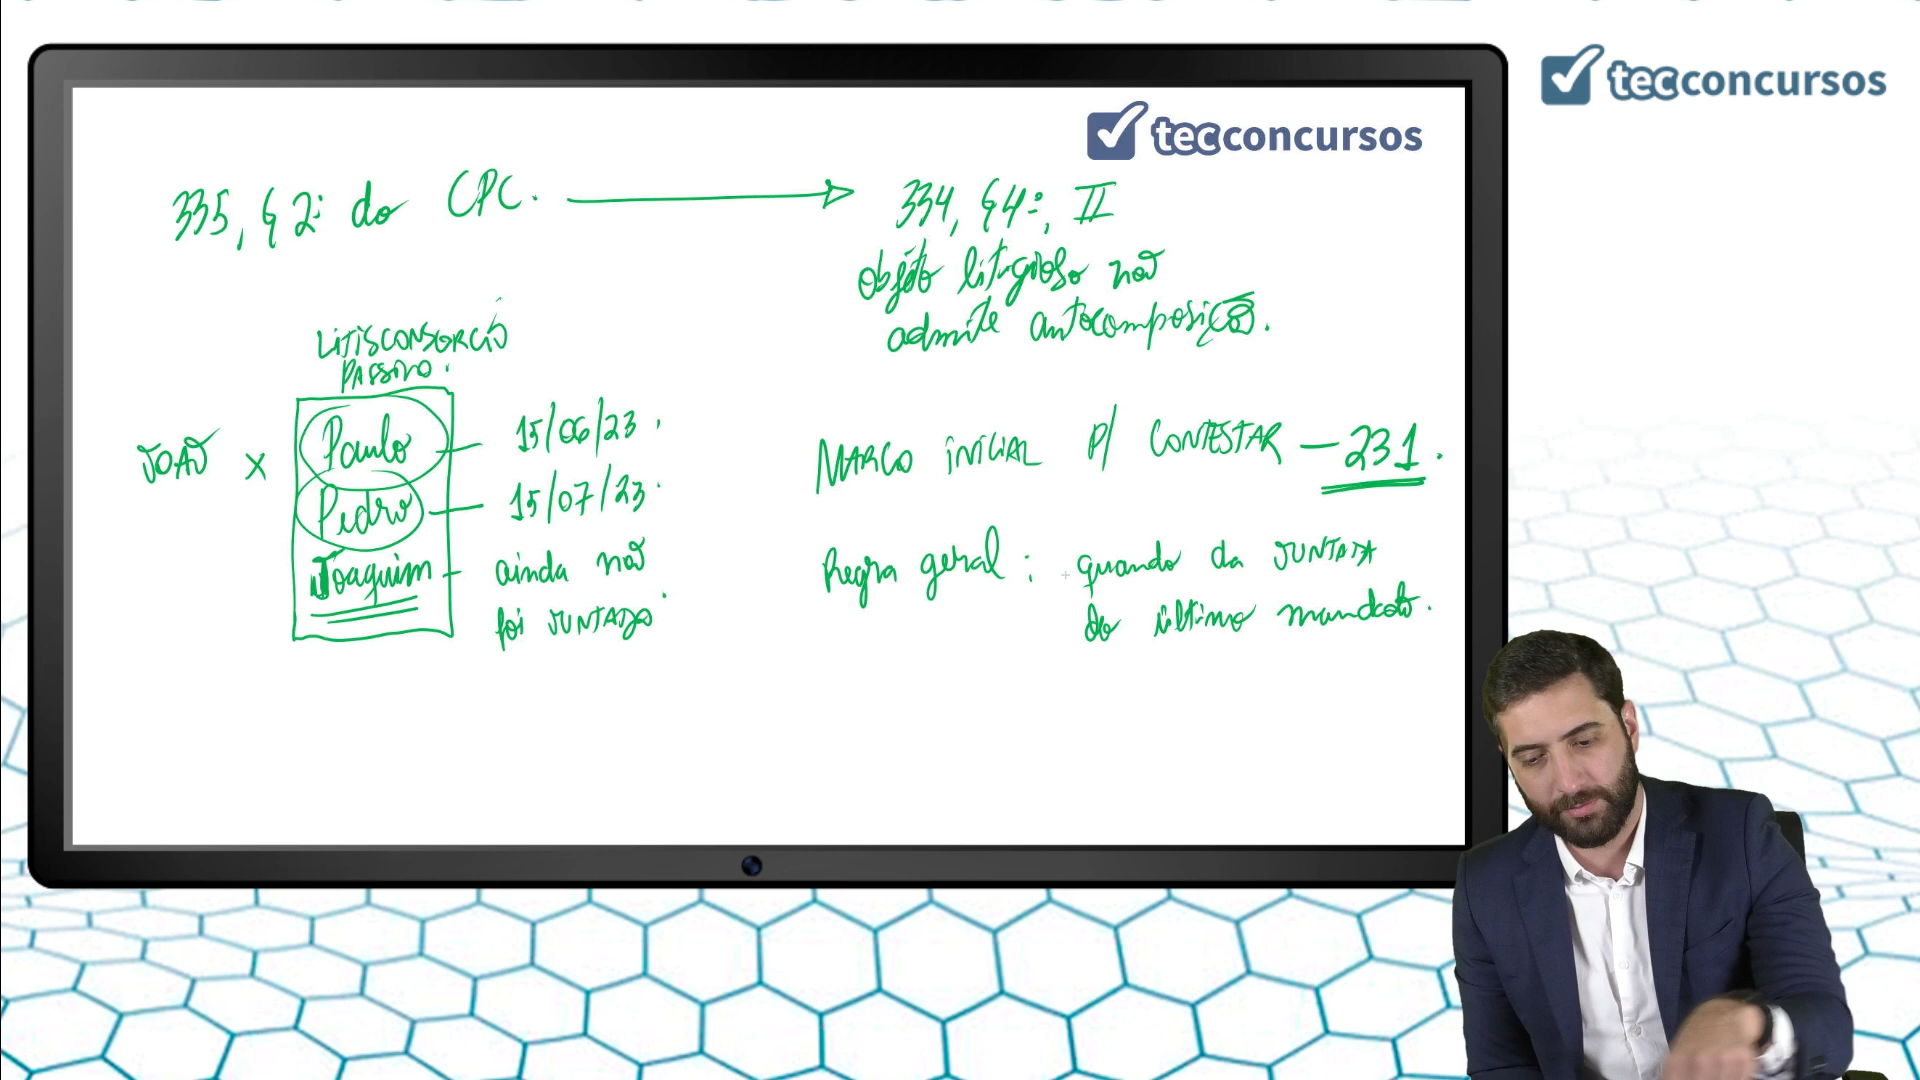 tecconcursos
tecconcursos
335, § 2º do CPC.
334, §4º, II
objeto litigioso não
admite autocomposição.
LITISCONSÓRCIO
PASSIVO.
JOÃO x
Paulo — 15/06/23.
Pedro — 15/07/23.
Joaquim — ainda não
foi JUNTADO.
MARCO INICIAL P/ CONTESTAR — 231.
Regra geral: quando da JUNTADA
do último mandado.